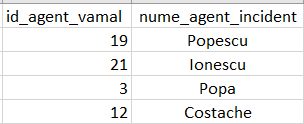 id_agent_vamal nume_agent_incident
19 Popescu
21 Ionescu
3 Popa
12 Costache